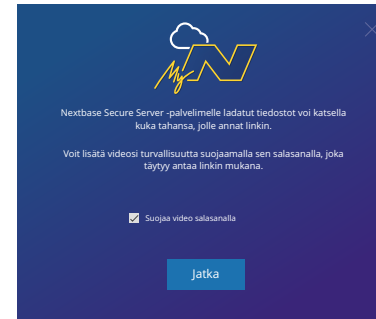 My N
Nextbase Secure Server -palvelimelle ladatut tiedostot voi katsella
kuka tahansa, jolle annat linkin.
Voit lisätä videosi turvallisuutta suojaamalla sen salasanalla, joka
täytyy antaa linkin mukana.
Suojaa video salasanalla
Jatka